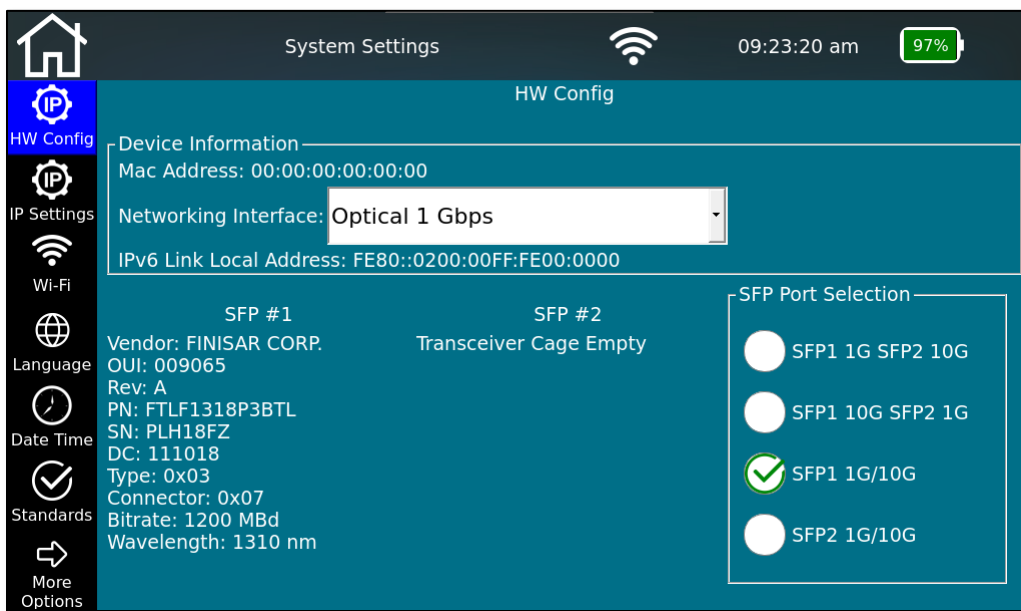 System Settings
09:23:20 am
97%
HW Config
IP
HW Config
IP
IP Settings
Wi-Fi
Language
Date Time
Standards
More
Options
Device Information
Mac Address: 00:00:00:00:00:00
Networking Interface: Optical 1 Gbps
IPv6 Link Local Address: FE80::0200:00FF:FE00:0000
SFP #1
Vendor: FINISAR CORP.
OUI: 009065
Rev: A
PN: FTLF1318P3BTL
SN: PLH18FZ
DC: 111018
Type: 0x03
Connector: 0x07
Bitrate: 1200 MBd
Wavelength: 1310 nm
SFP #2
Transceiver Cage Empty
SFP Port Selection
SFP1 1G SFP2 10G
SFP1 10G SFP2 1G
SFP1 1G/10G
SFP2 1G/10G